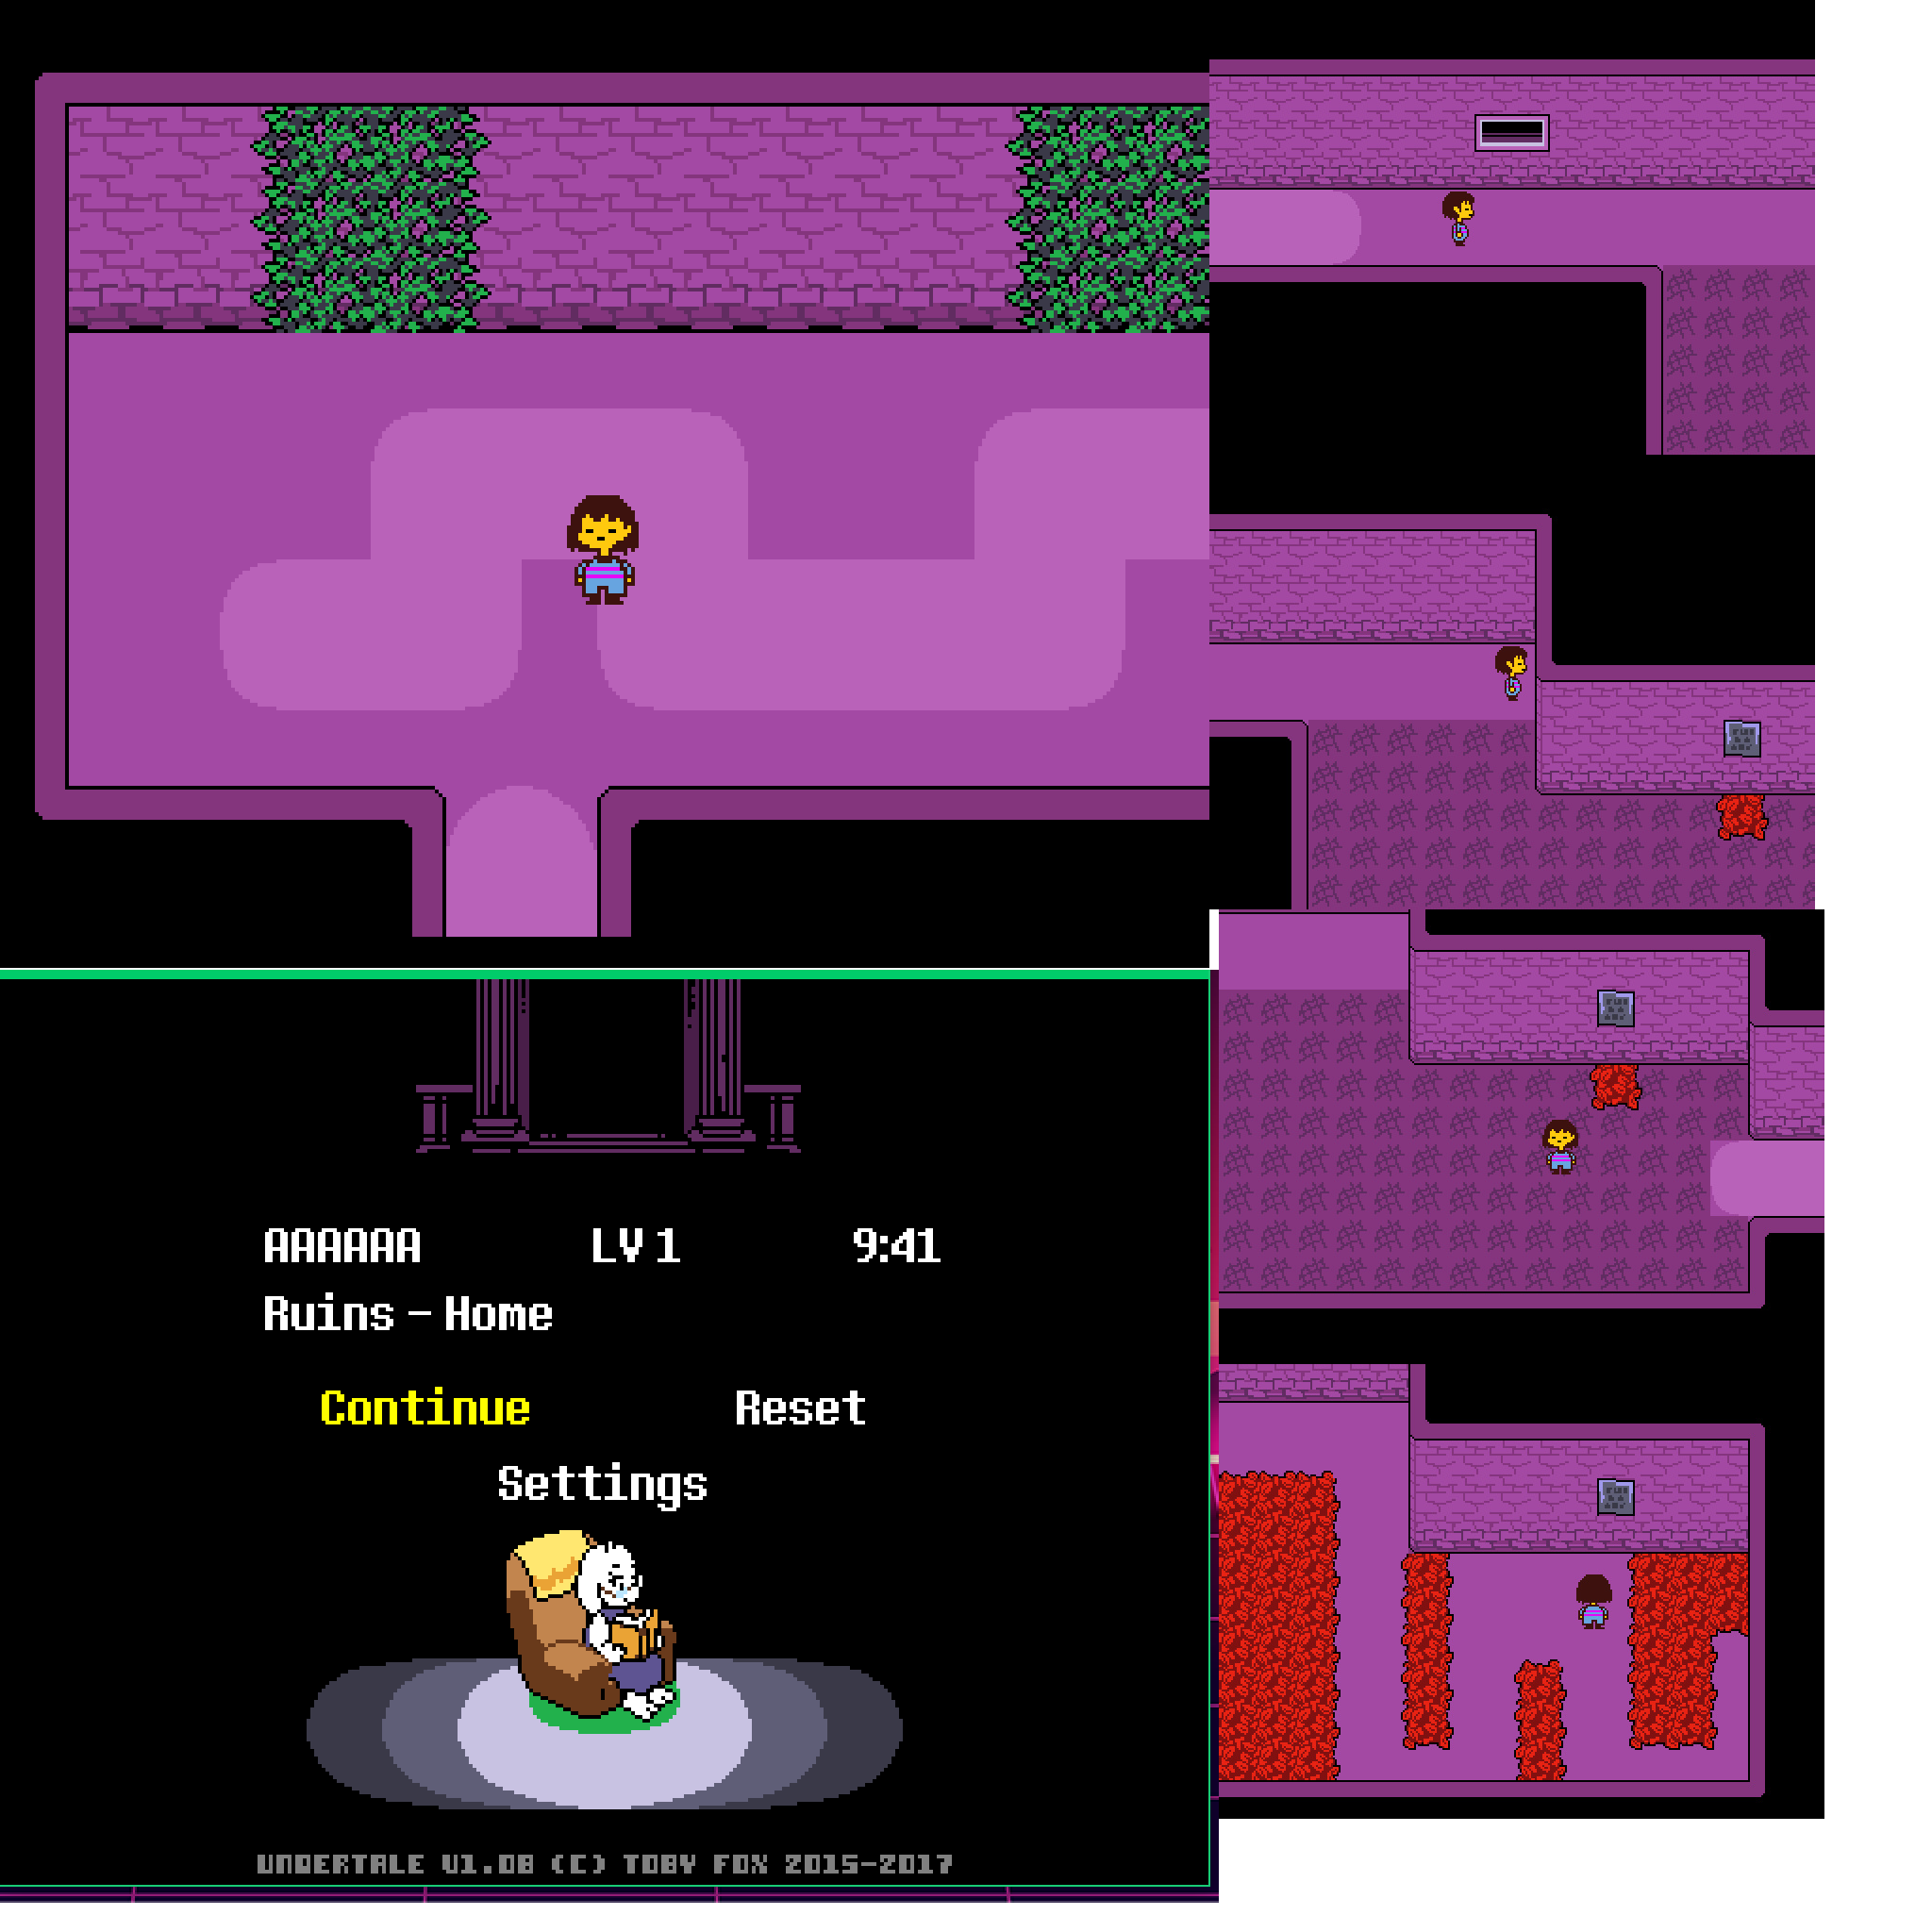 AAAAAA LV 1 9:41
Ruins - Home
Continue Reset
Settings
UNDERTALE V1.08 (C) TOBY FOX 2015-2017